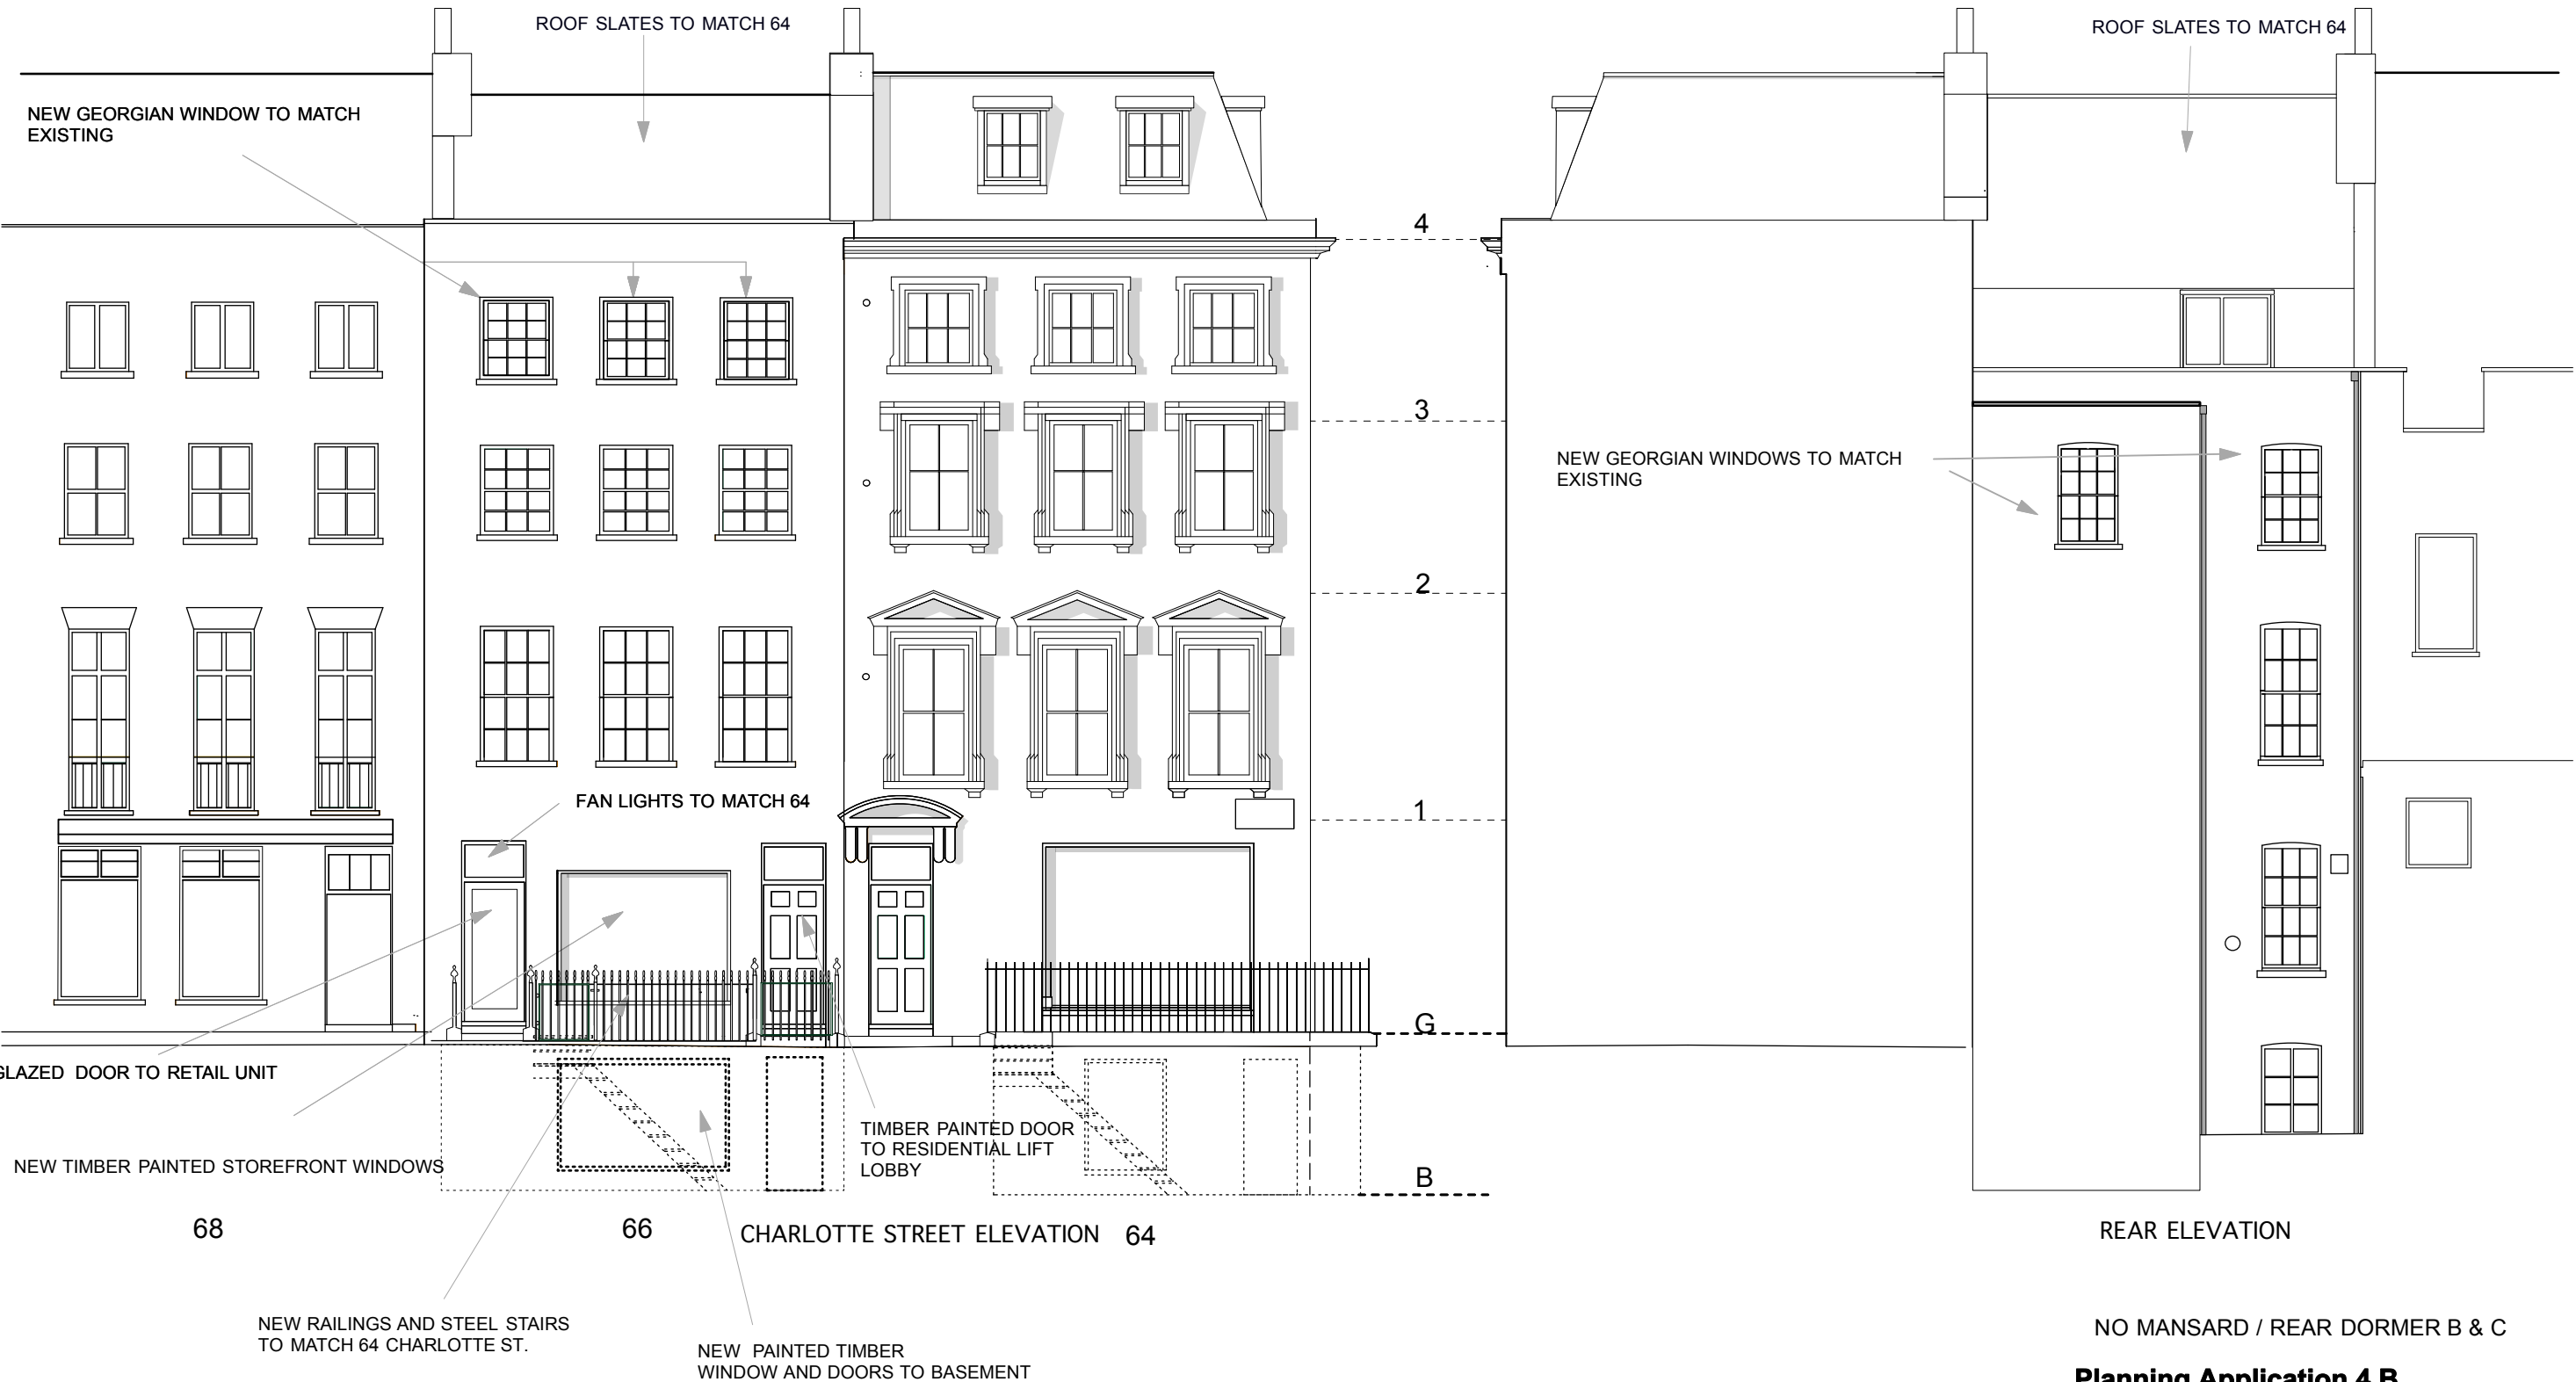 ROOF SLATES TO MATCH 64
ROOF SLATES TO MATCH 64
NEW GEORGIAN WINDOW TO MATCH
EXISTING
4
3
NEW GEORGIAN WINDOWS TO MATCH
EXISTING
2
FAN LIGHTS TO MATCH 64
1
G
GLAZED DOOR TO RETAIL UNIT
TIMBER PAINTED DOOR
TO RESIDENTIAL LIFT
LOBBY
NEW TIMBER PAINTED STOREFRONT WINDOWS
B
68
66
CHARLOTTE STREET ELEVATION
64
REAR ELEVATION
NEW RAILINGS AND STEEL STAIRS
TO MATCH 64 CHARLOTTE ST.
NEW PAINTED TIMBER
WINDOW AND DOORS TO BASEMENT
NO MANSARD / REAR DORMER B & C
Planning Application 4 B